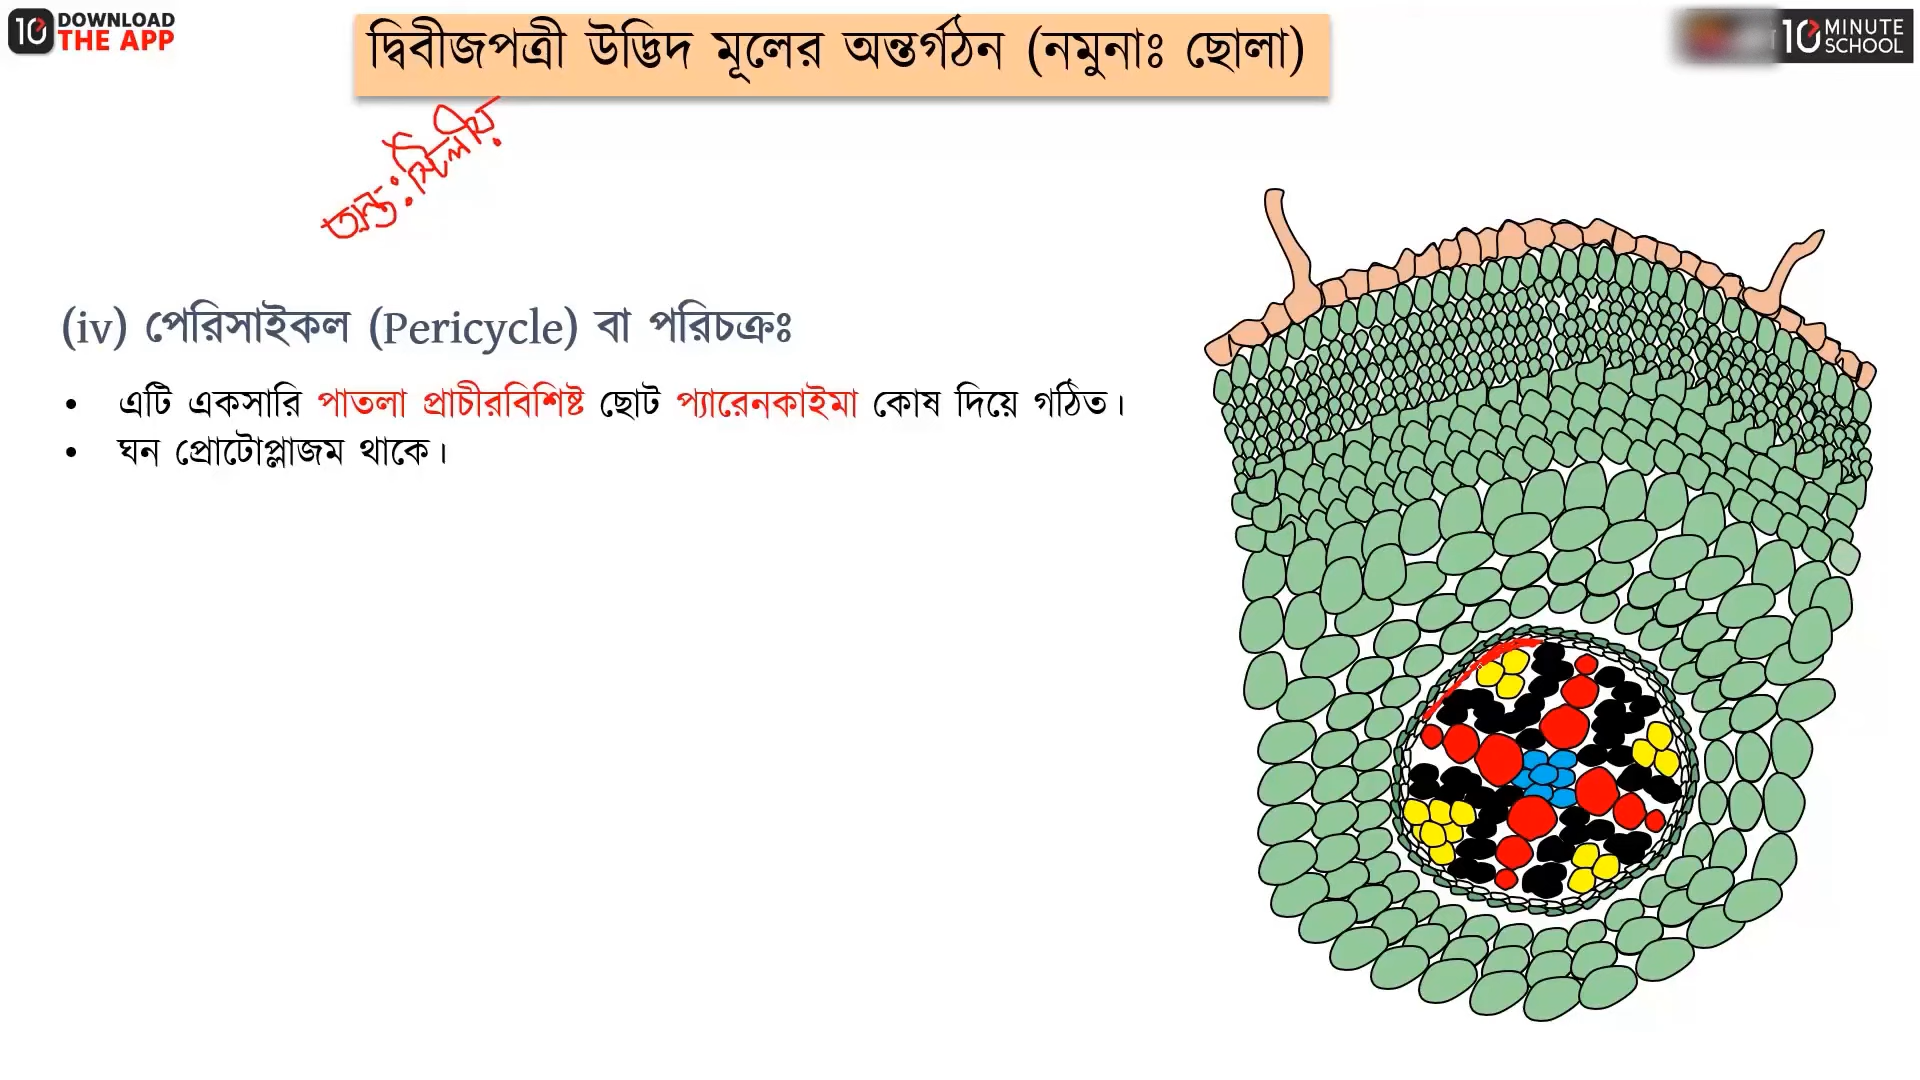 10 DOWNLOAD
THE APP
দ্বিবীজপত্রী উদ্ভিদ মূলের অন্তর্গঠন (নমুনাঃ ছোলা)
10 MINUTE
SCHOOL
অন্তঃস্টিলীয়
(iv) পেরিসাইকল (Pericycle) বা পরিচক্রঃ
• এটি একসারি পাতলা প্রাচীরবিশিষ্ট ছোট প্যারেনকাইমা কোষ দিয়ে গঠিত।
• ঘন প্রোটোপ্লাজম থাকে।